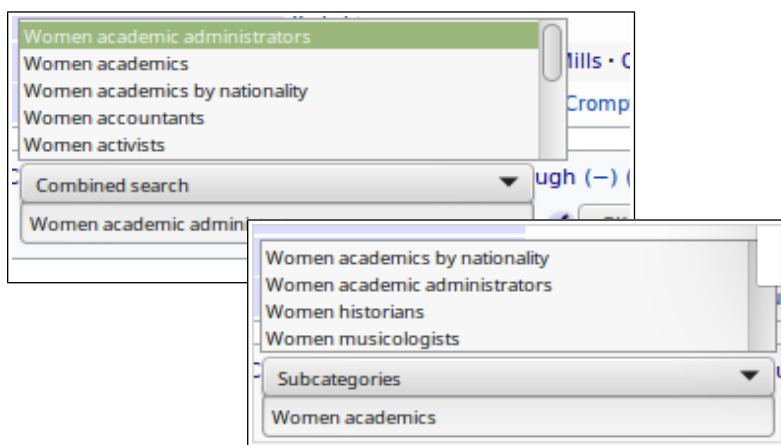 Women academic administrators
Women academics
Women academics by nationality
Women accountants
Women activists
Mills • C
Cromp
Combined search
ugh (−) (
Women academic admini
Women academics by nationality
Women academic administrators
Women historians
Women musicologists
Subcategories
Women academics